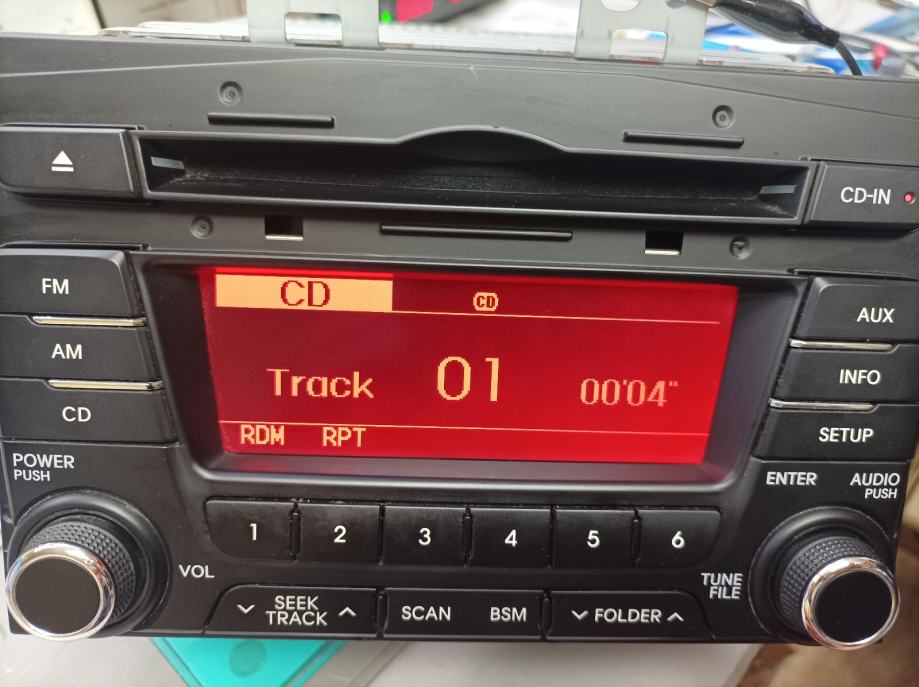 CD-IN
FM
AM
CD
CD CD
Track 01 00'04"
RDM RPT
AUX
INFO
SETUP
POWER
PUSH
ENTER AUDIO
PUSH
1 2 3 4 5 6
VOL
TUNE
FILE
SEEK
TRACK
SCAN BSM
FOLDER